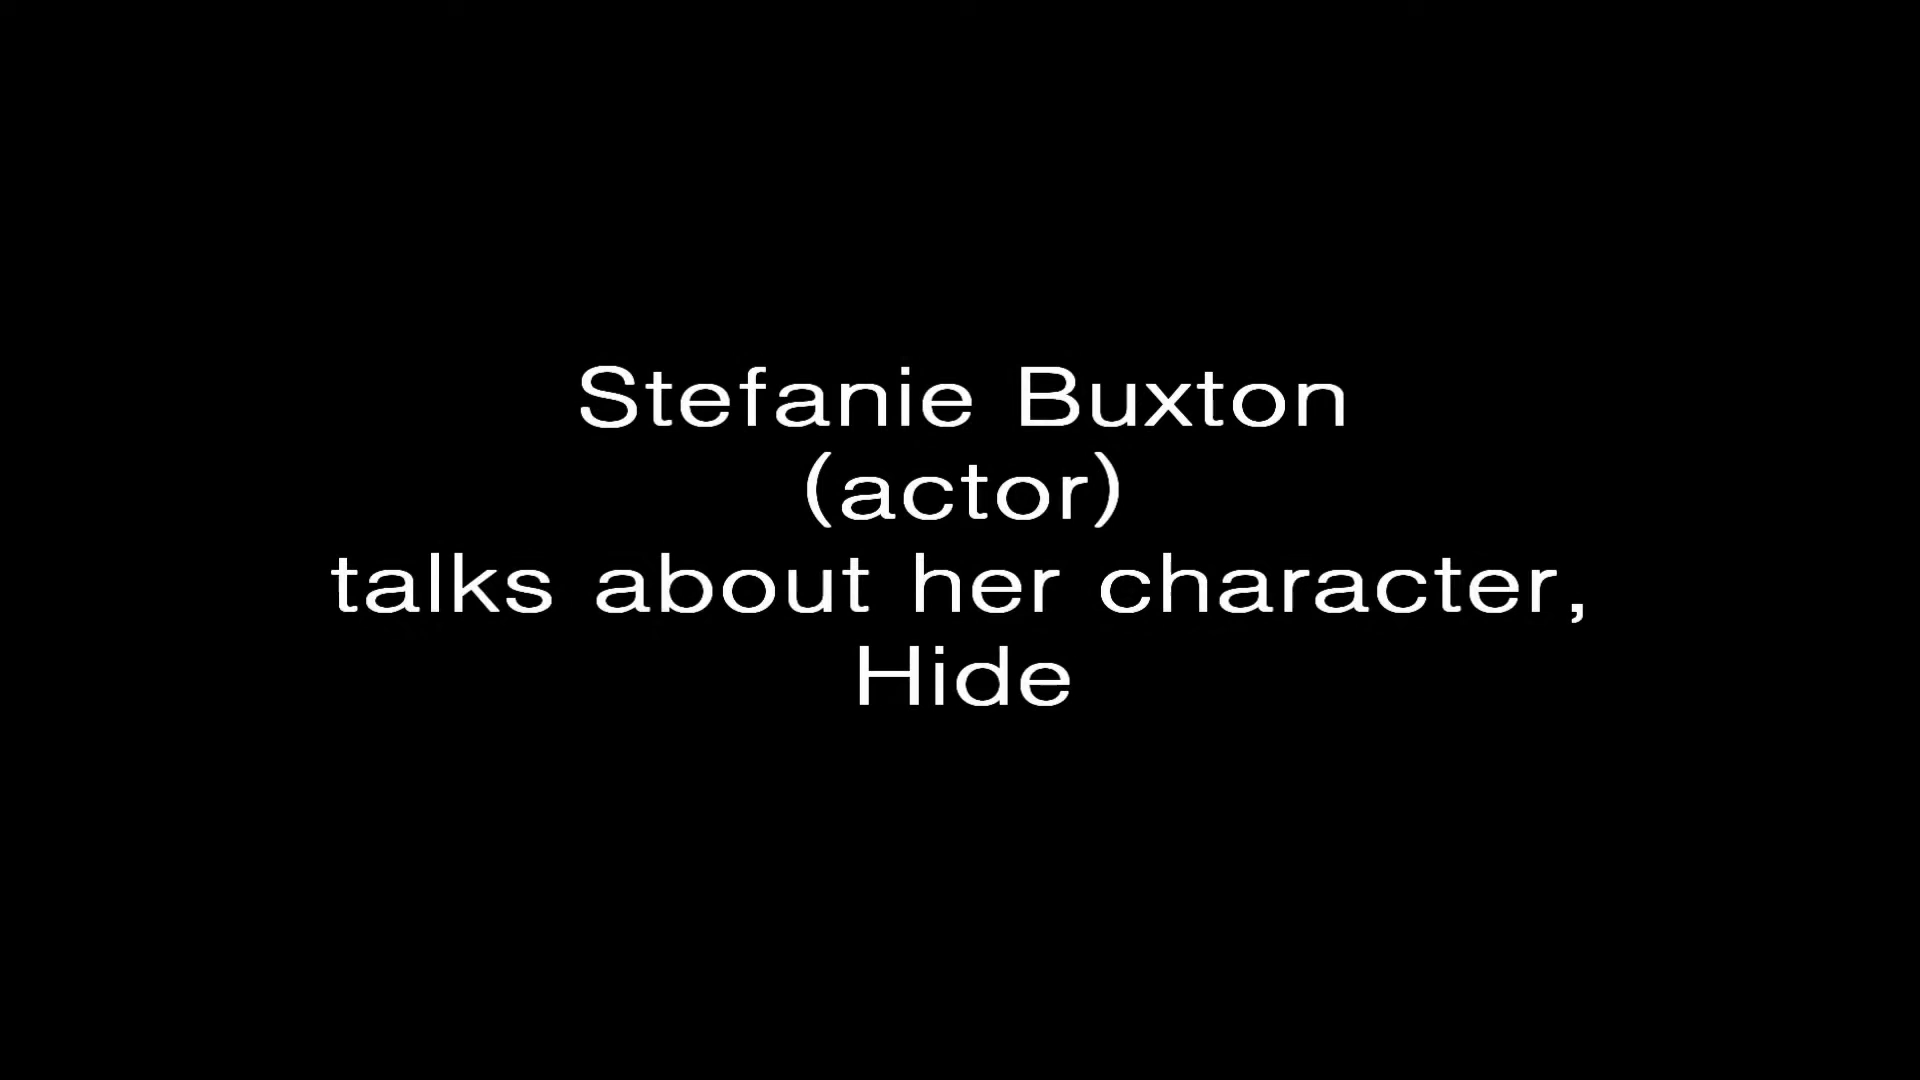 Stefanie Buxton
(actor)
talks about her character,
Hide